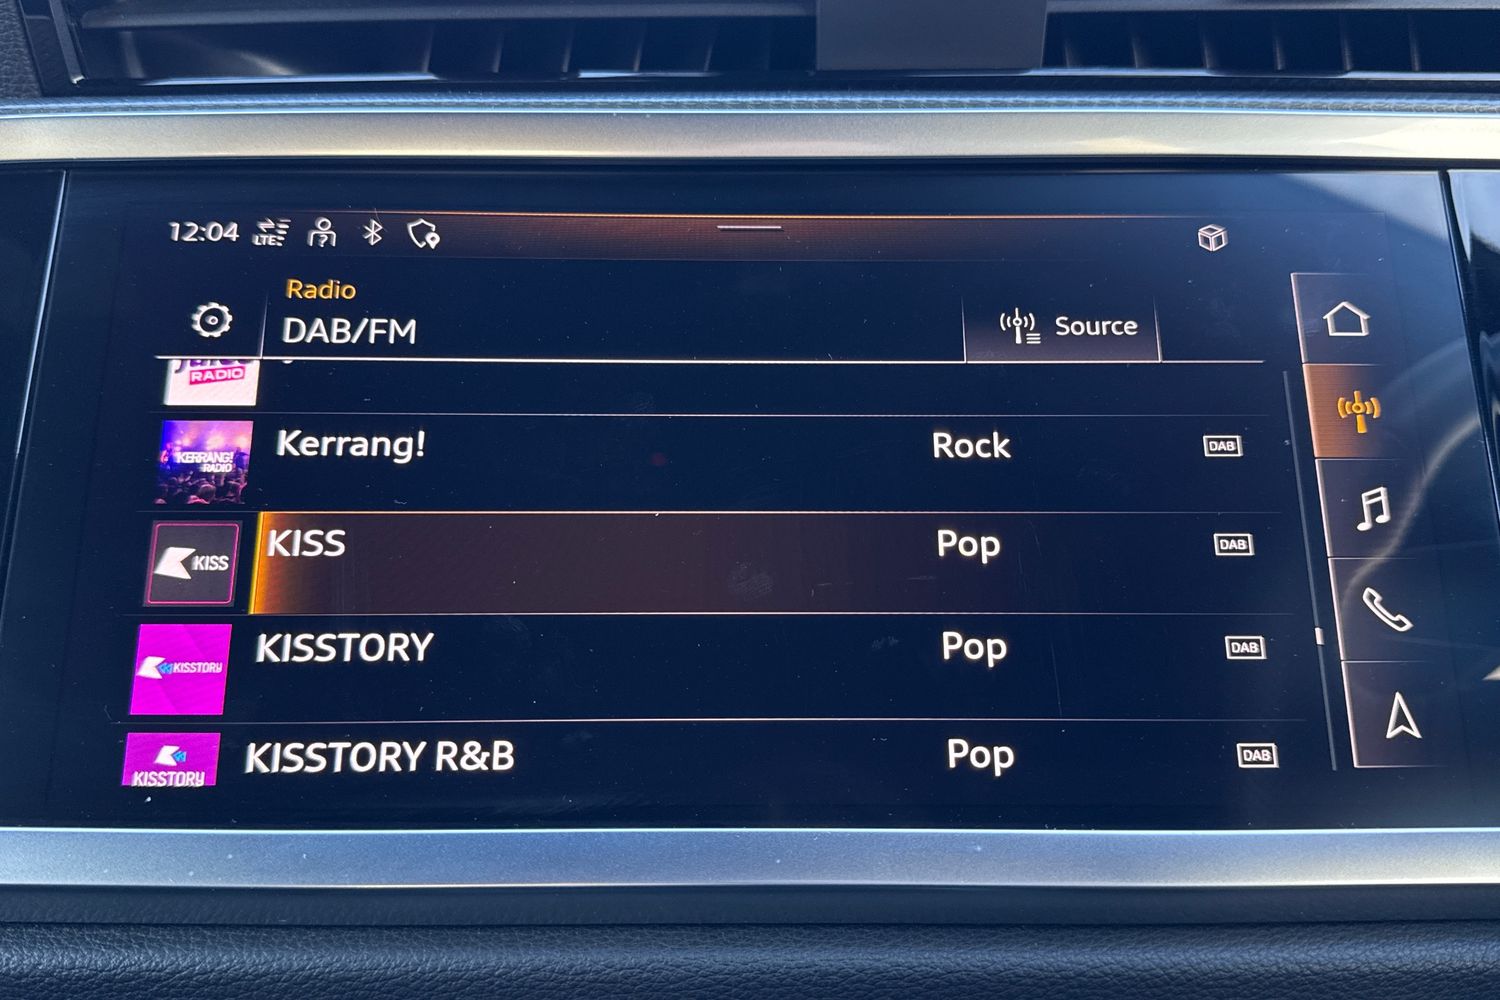 12:04
LTE
Radio
DAB/FM
Source
RADIO
Kerrang!
Rock
DAB
KERRANG!
RADIO
KISS
Pop
DAB
KISS
KISSTORY
Pop
DAB
KISSTORY
KISSTORY R&B
Pop
DAB
KISSTORY